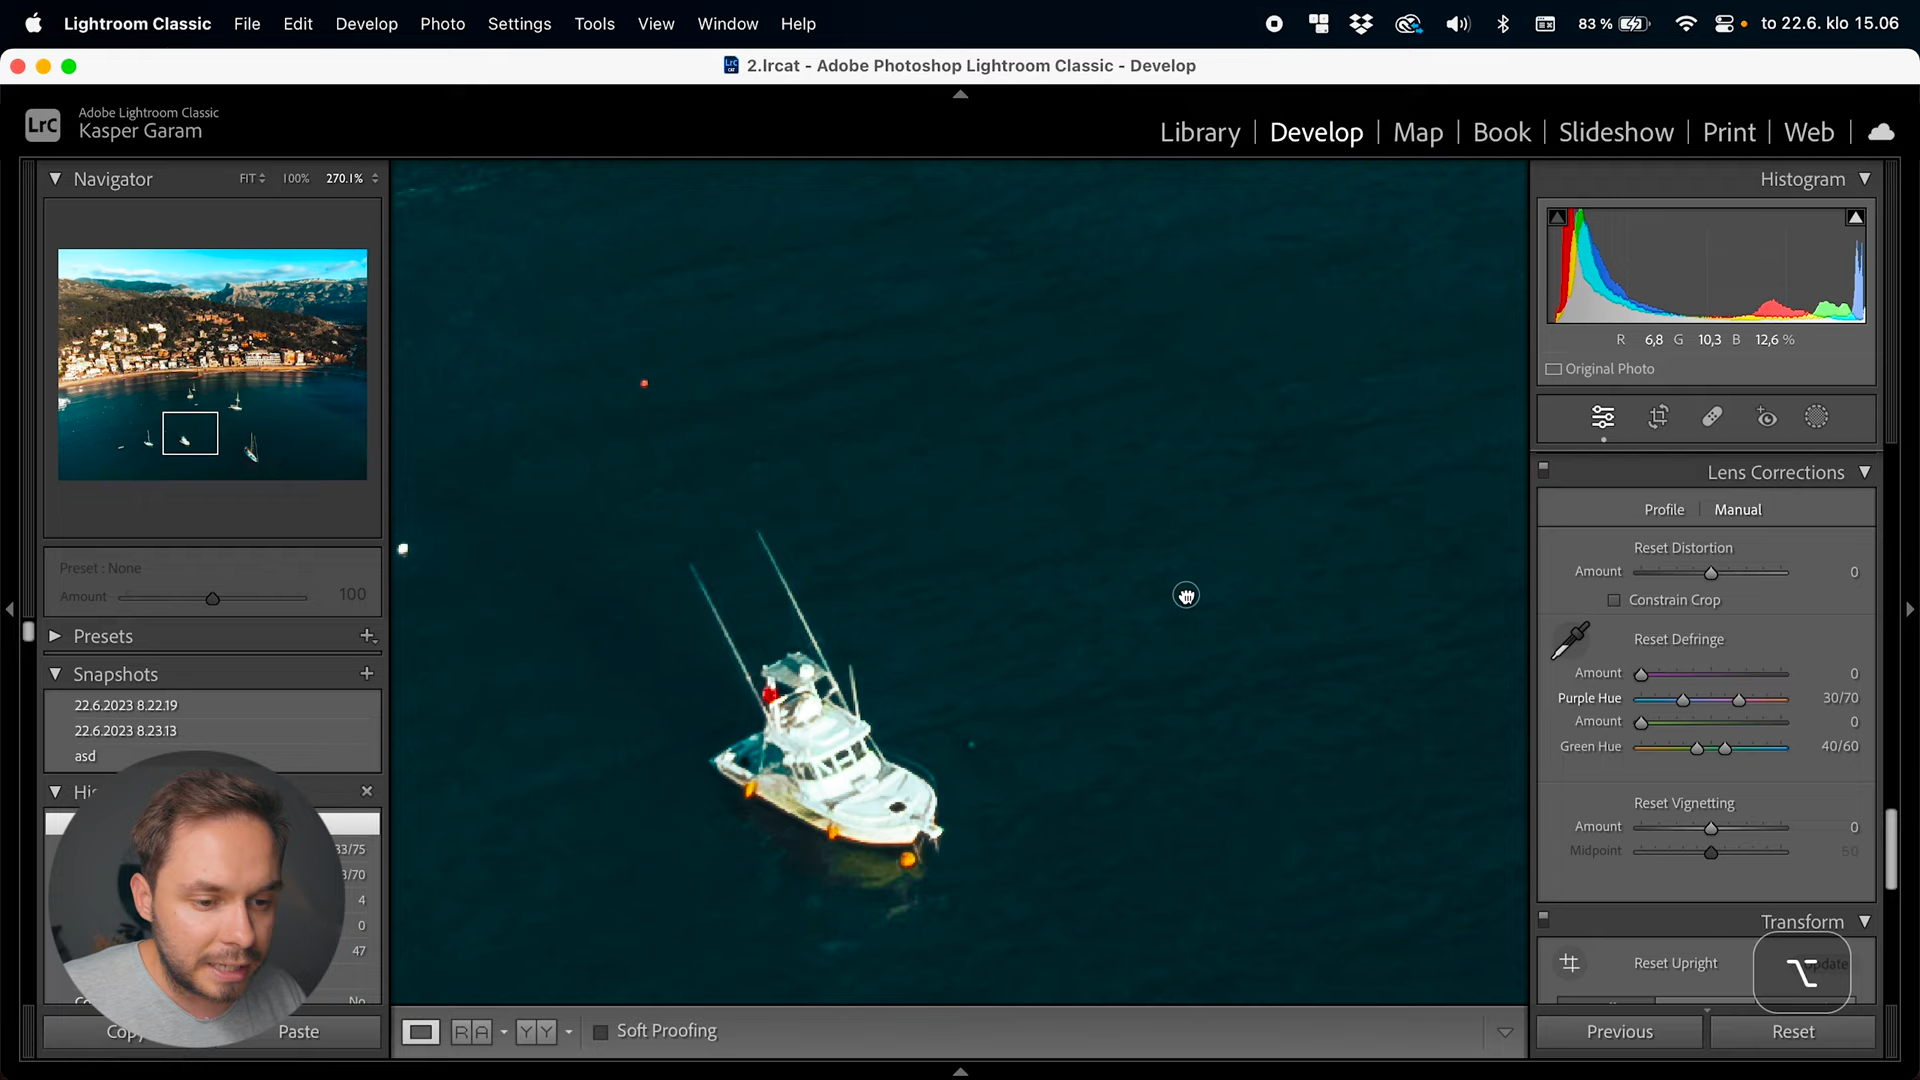 Lightroom Classic File Edit Develop Photo Settings Tools View Window Help 83 % to 22.6. klo 15.06
LrC CAT 2.lrcat - Adobe Photoshop Lightroom Classic - Develop
LrC Adobe Lightroom Classic
Kasper Garam
Library Develop Map Book Slideshow Print Web
Navigator FIT 100% 270.1%
Preset : None
Amount 100
Presets
Snapshots
22.6.2023 8.22.19
22.6.2023 8.23.13
asd
His
33/75
3/70
4
0
47
No
Copy Paste
R A Y Y Soft Proofing
Histogram
R 6,8 G 10,3 B 12,6 %
Original Photo
Lens Corrections
Profile Manual
Reset Distortion
Amount 0
Constrain Crop
Reset Defringe
Amount 0
Purple Hue 30/70
Amount 0
Green Hue 40/60
Reset Vignetting
Amount 0
Midpoint 50
Transform
Reset Upright Update
Previous Reset